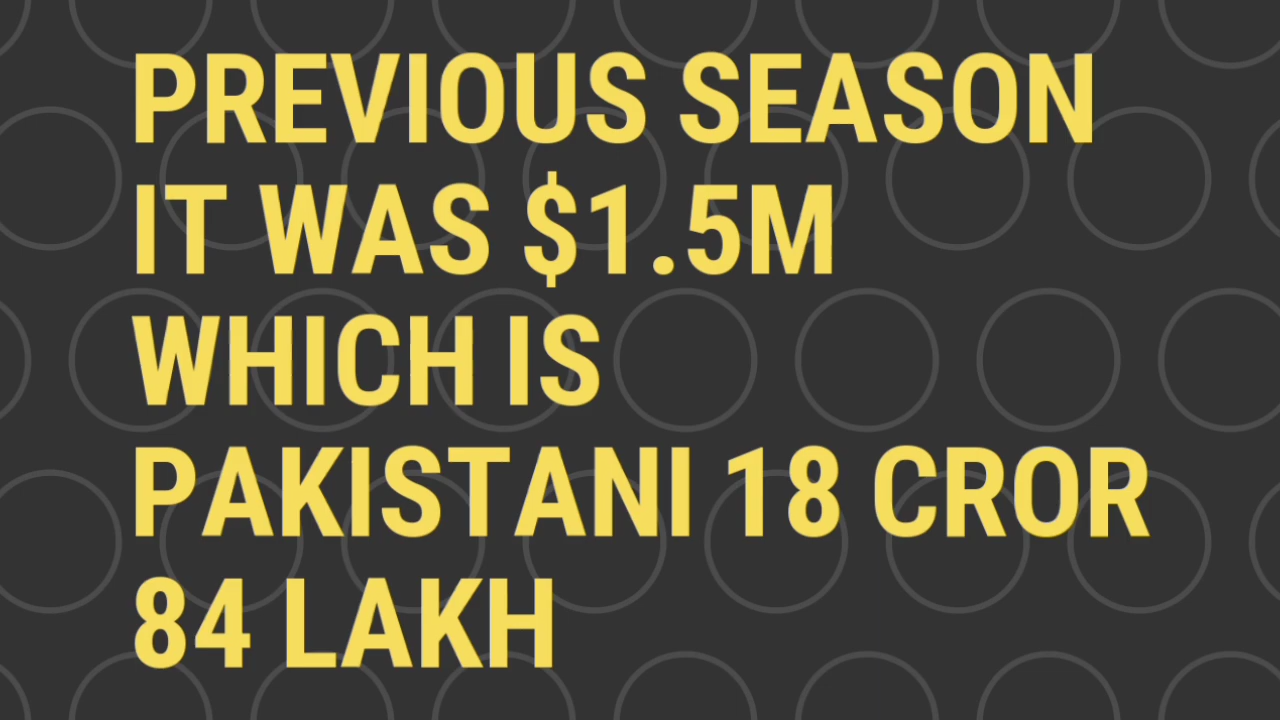 PREVIOUS SEASON
IT WAS $1.5M
WHICH IS
PAKISTANI 18 CROR
84 LAKH